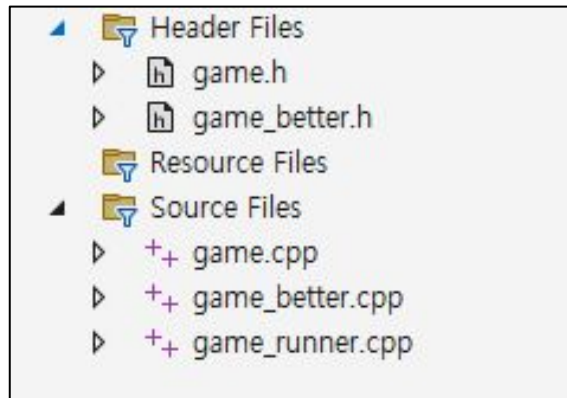 Header Files
game.h
game_better.h
Resource Files
Source Files
game.cpp
game_better.cpp
game_runner.cpp